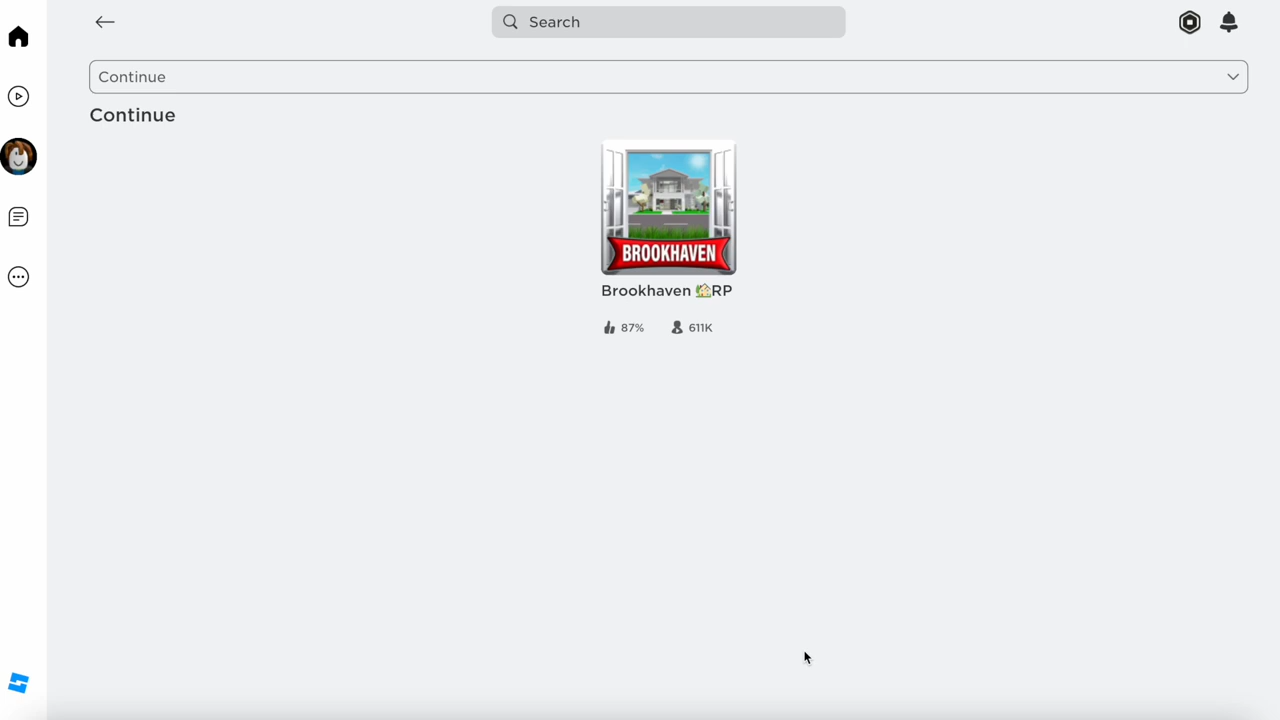 Search
Continue
Continue
BROOKHAVEN
Brookhaven 🏡RP
87%
611K